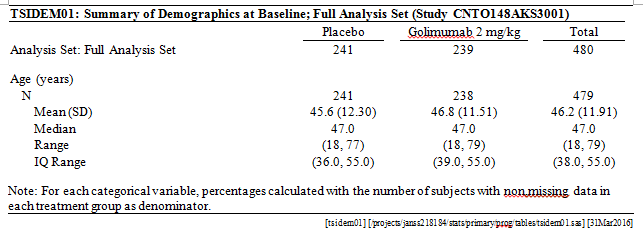 TSIDEM01: Summary of Demographics at Baseline; Full Analysis Set (Study CNTO148AKS3001)
Placebo Golimumab 2 mg/kg Total
Analysis Set: Full Analysis Set 241 239 480
Age (years)
N 241 238 479
Mean (SD) 45.6 (12.30) 46.8 (11.51) 46.2 (11.91)
Median 47.0 47.0 47.0
Range (18, 77) (18, 79) (18, 79)
IQ Range (36.0, 55.0) (39.0, 55.0) (38.0, 55.0)
Note: For each categorical variable, percentages calculated with the number of subjects with non missing data in
each treatment group as denominator.
[tsidem01] [/projects/janss218184/stats/primary/prog/tables/tsidem01.sas] [31Mar2016]